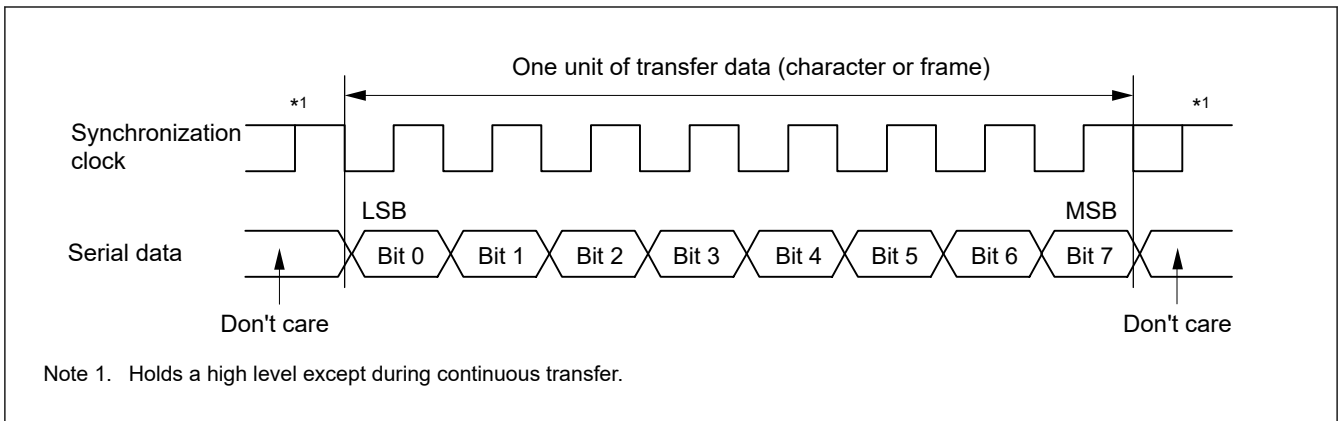 One unit of transfer data (character or frame)
*1
*1
Synchronization
clock
LSB
MSB
Serial data
Bit 0
Bit 1
Bit 2
Bit 3
Bit 4
Bit 5
Bit 6
Bit 7
Don't care
Don't care
Note 1. Holds a high level except during continuous transfer.